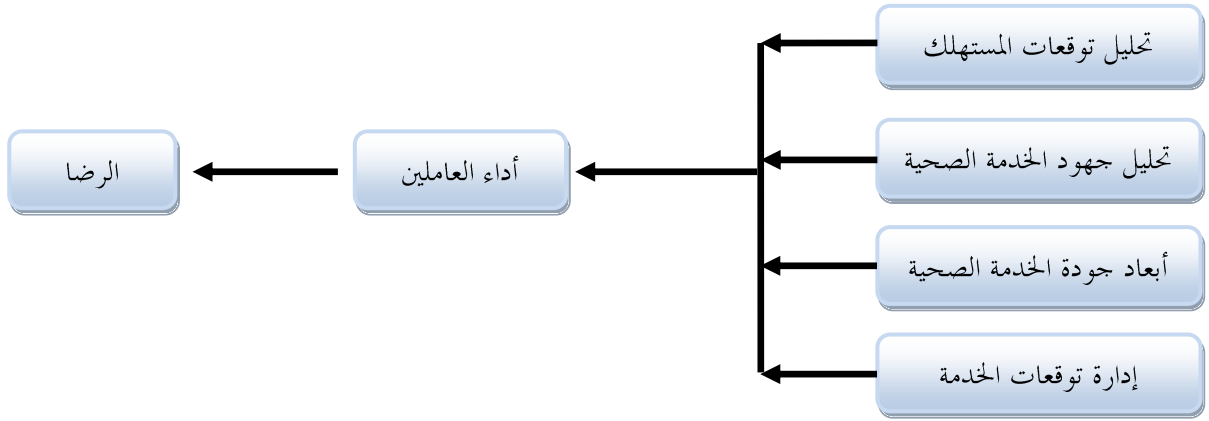 تحليل توقعات المستهلك
تحليل جهود الخدمة الصحية
أبعاد جودة الخدمة الصحية
إدارة توقعات الخدمة
أداء العاملين
الرضا